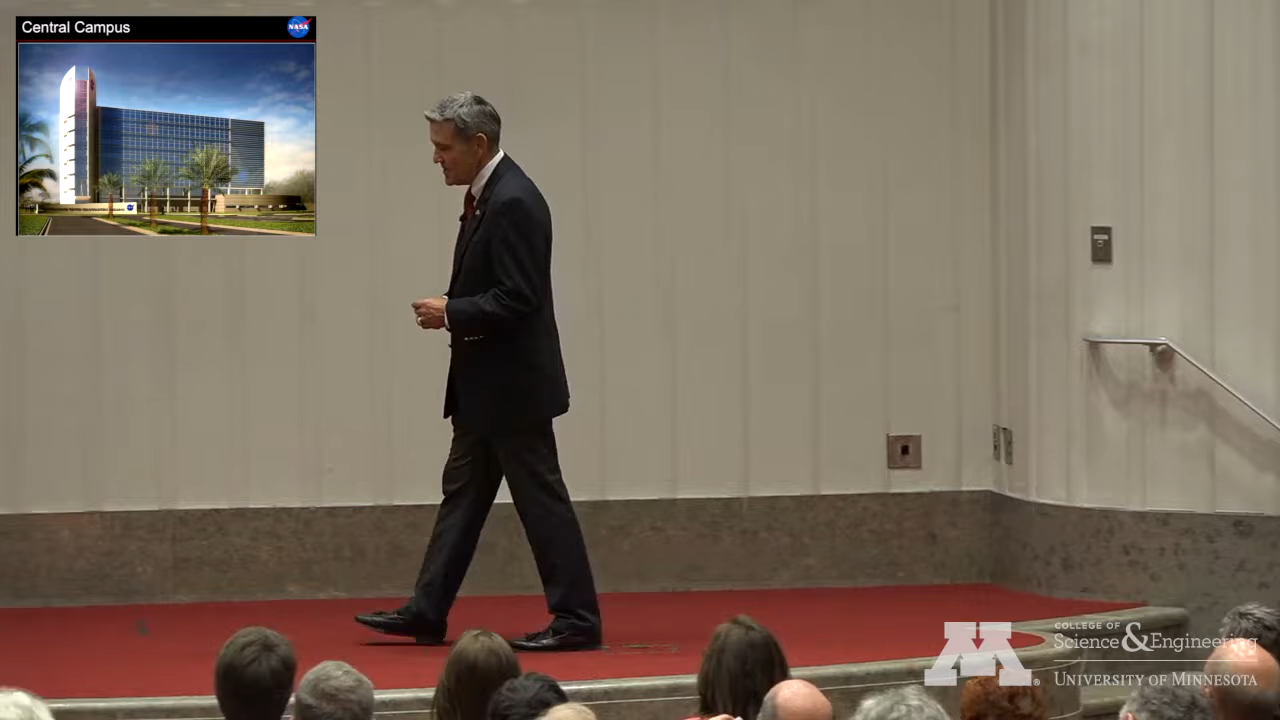 Central Campus
NASA
COLLEGE OF
Science & Engineering
UNIVERSITY OF MINNESOTA
M
®